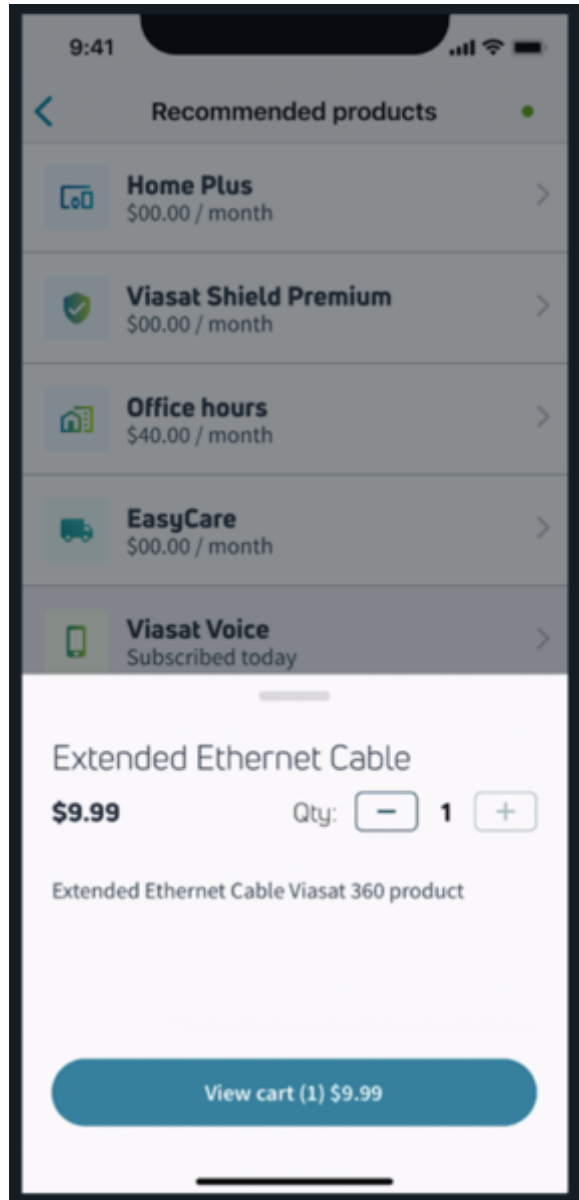 9:41
Recommended products
Home Plus
$00.00 / month
Viasat Shield Premium
$00.00 / month
Office hours
$40.00 / month
EasyCare
$00.00 / month
Viasat Voice
Subscribed today
Extended Ethernet Cable
$9.99 Qty: − 1 +
Extended Ethernet Cable Viasat 360 product
View cart (1) $9.99